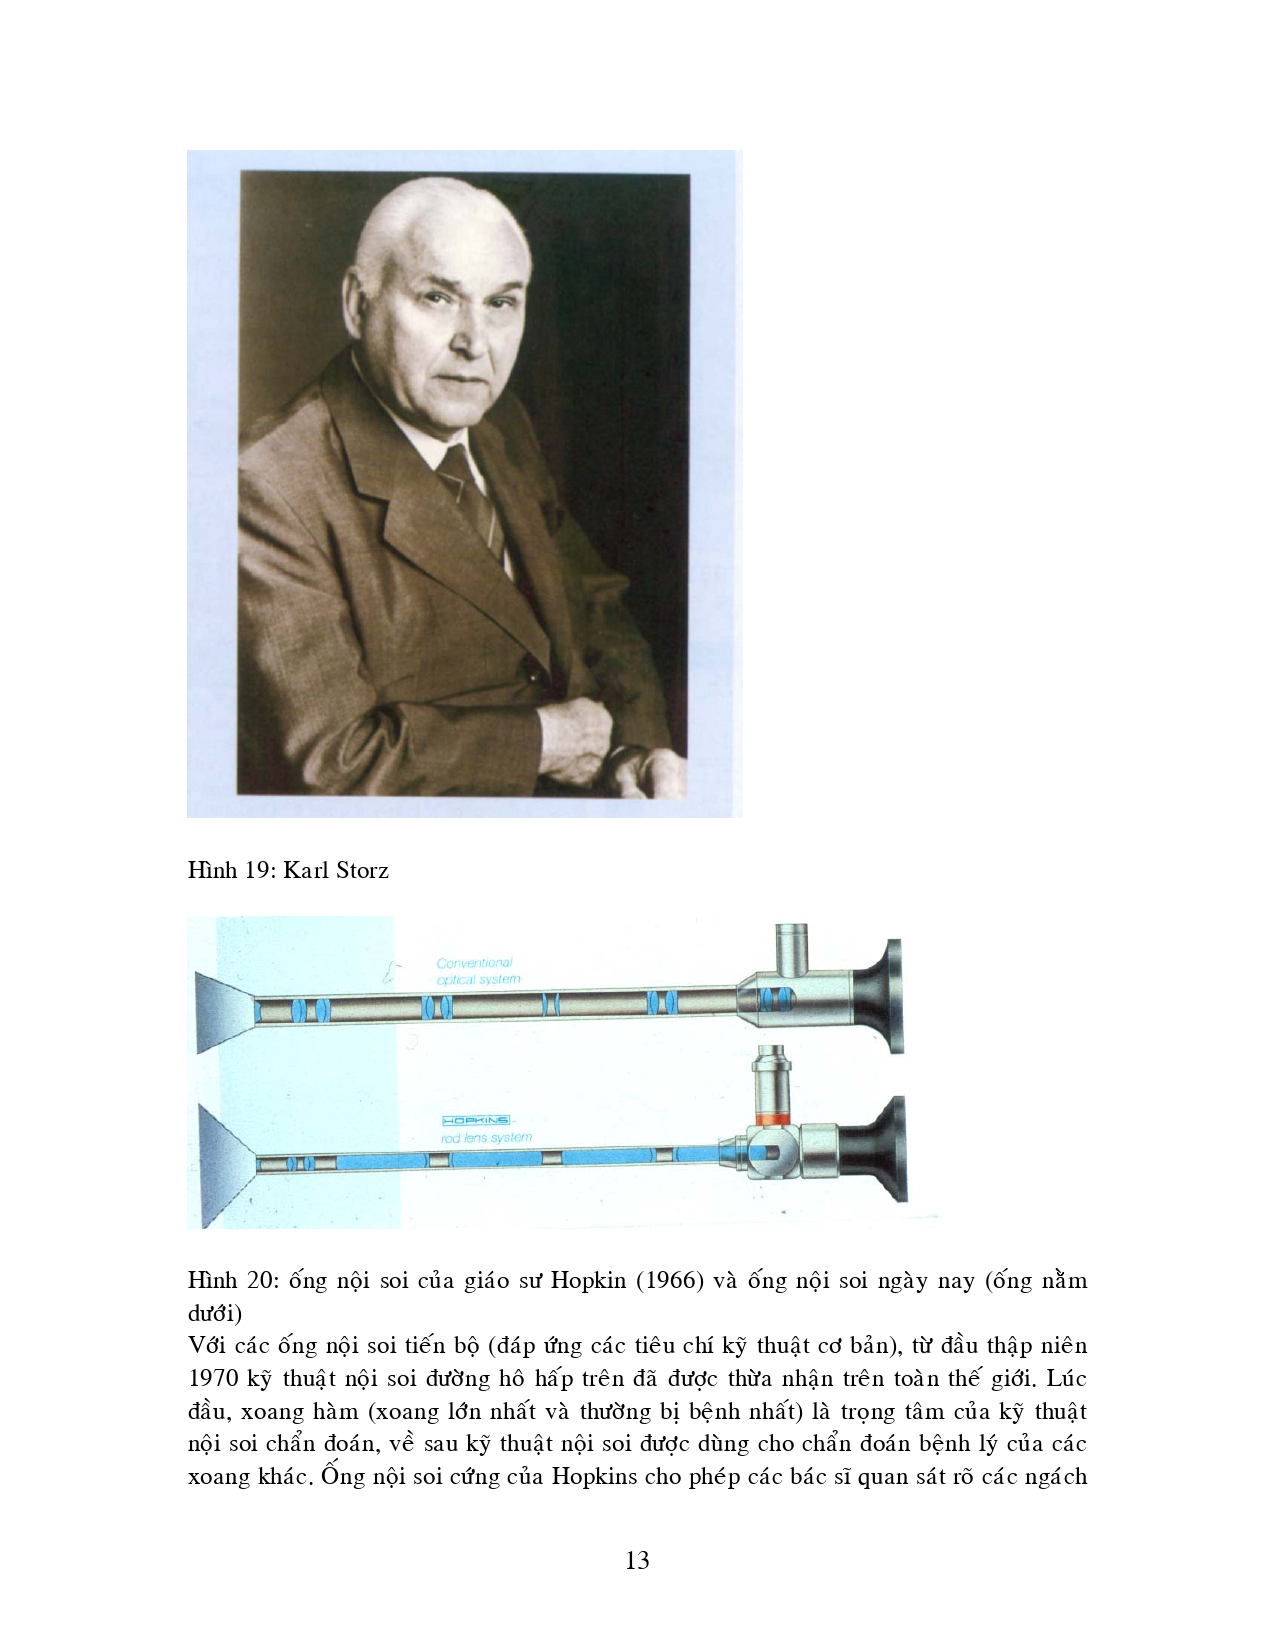 Hình 19: Karl Storz
Conventional
optical system
HOPKINS
rod lens system
Hình 20: ống nội soi của giáo sư Hopkin (1966) và ống nội soi ngày nay (ống nằm
dưới)
Với các ống nội soi tiến bộ (đáp ứng các tiêu chí kỹ thuật cơ bản), từ đầu thập niên
1970 kỹ thuật nội soi đường hô hấp trên đã được thừa nhận trên toàn thế giới. Lúc
đầu, xoang hàm (xoang lớn nhất và thường bị bệnh nhất) là trọng tâm của kỹ thuật
nội soi chẩn đoán, về sau kỹ thuật nội soi được dùng cho chẩn đoán bệnh lý của các
xoang khác. Ống nội soi cứng của Hopkins cho phép các bác sĩ quan sát rõ các ngách
13